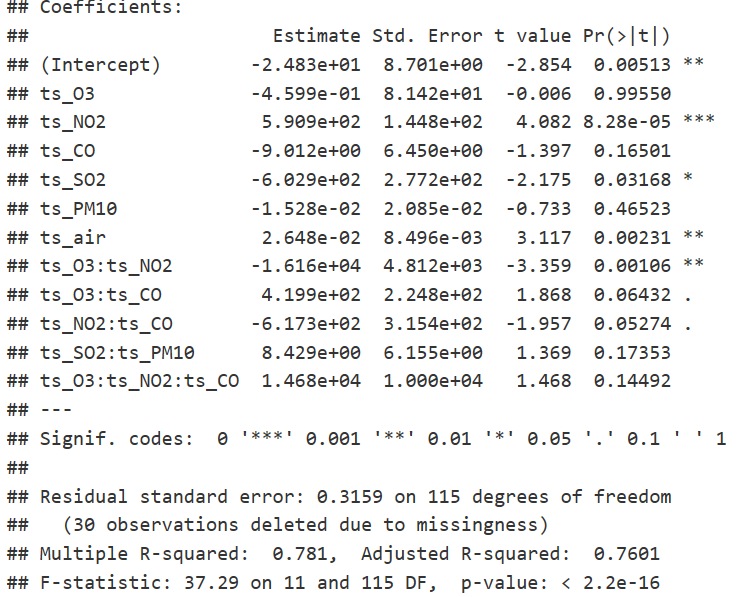 ## Coefficients:
##                     Estimate Std. Error t value Pr(>|t|)
## (Intercept)       -2.483e+01  8.701e+00  -2.854  0.00513 **
## ts_O3             -4.599e-01  8.142e+01  -0.006  0.99550
## ts_NO2             5.909e+02  1.448e+02   4.082 8.28e-05 ***
## ts_CO             -9.012e+00  6.450e+00  -1.397  0.16501
## ts_SO2            -6.029e+02  2.772e+02  -2.175  0.03168 *
## ts_PM10           -1.528e-02  2.085e-02  -0.733  0.46523
## ts_air             2.648e-02  8.496e-03   3.117  0.00231 **
## ts_O3:ts_NO2      -1.616e+04  4.812e+03  -3.359  0.00106 **
## ts_O3:ts_CO        4.199e+02  2.248e+02   1.868  0.06432 .
## ts_NO2:ts_CO      -6.173e+02  3.154e+02  -1.957  0.05274 .
## ts_SO2:ts_PM10     8.429e+00  6.155e+00   1.369  0.17353
## ts_O3:ts_NO2:ts_CO  1.468e+04  1.000e+04   1.468  0.14492
## ---
## Signif. codes:  0 '***' 0.001 '**' 0.01 '*' 0.05 '.' 0.1 ' ' 1
##
## Residual standard error: 0.3159 on 115 degrees of freedom
##   (30 observations deleted due to missingness)
## Multiple R-squared:  0.781,  Adjusted R-squared:  0.7601
## F-statistic: 37.29 on 11 and 115 DF,  p-value: < 2.2e-16